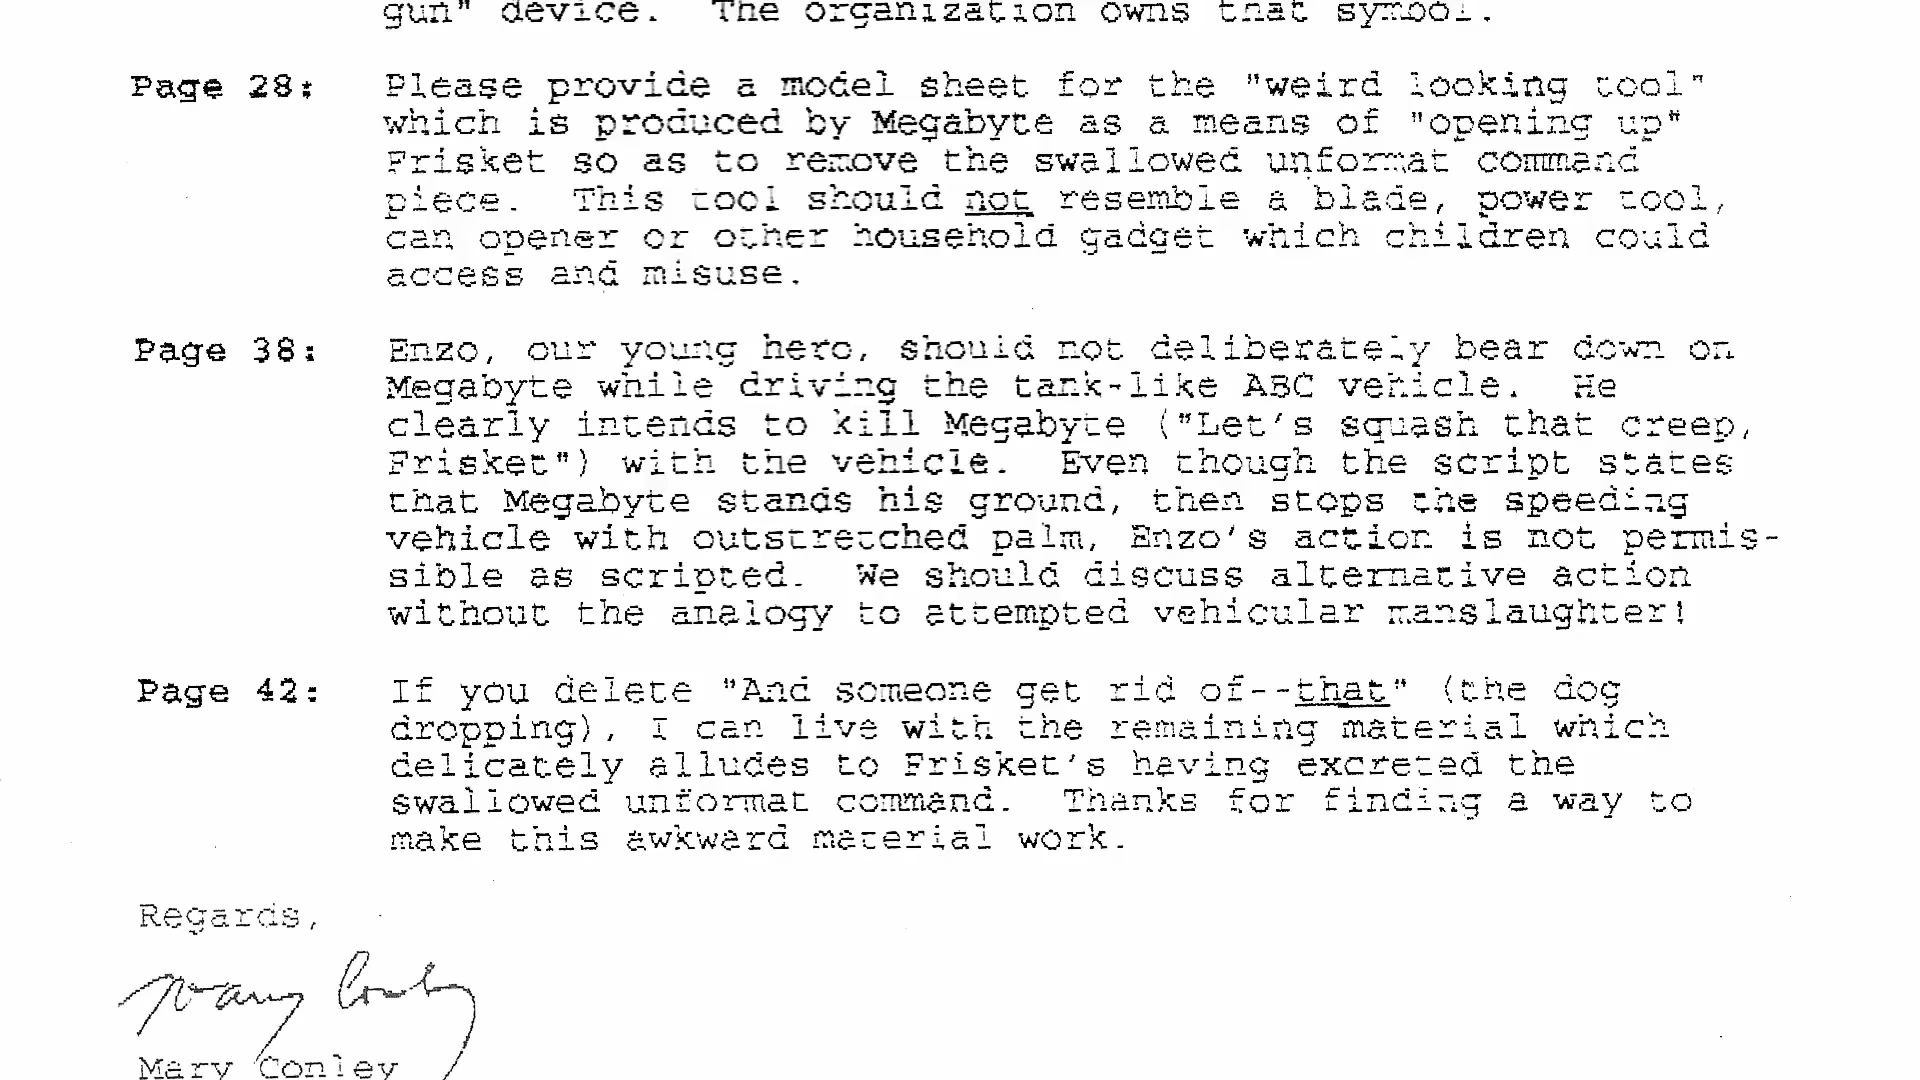 gun" device. The organization owns that symbol.
Page 28: Please provide a model sheet for the "weird looking tool"
which is produced by Megabyte as a means of "opening up"
Frisket so as to remove the swallowed unformat command
piece. This tool should not resemble a blade, power tool,
can opener or other household gadget which children could
access and misuse.
Page 38: Enzo, our young hero, should not deliberately bear down on
Megabyte while driving the tank-like ABC vehicle. He
clearly intends to kill Megabyte ("Let's squash that creep,
Frisket") with the vehicle. Even though the script states
that Megabyte stands his ground, then stops the speeding
vehicle with outstretched palm, Enzo's action is not permis-
sible as scripted. We should discuss alternative action
without the analogy to attempted vehicular manslaughter!
Page 42: If you delete "And someone get rid of--that" (the dog
dropping), I can live with the remaining material which
delicately alludes to Frisket's having excreted the
swallowed unformat command. Thanks for finding a way to
make this awkward material work.
Regards,
Mary Conley
Mary Conley